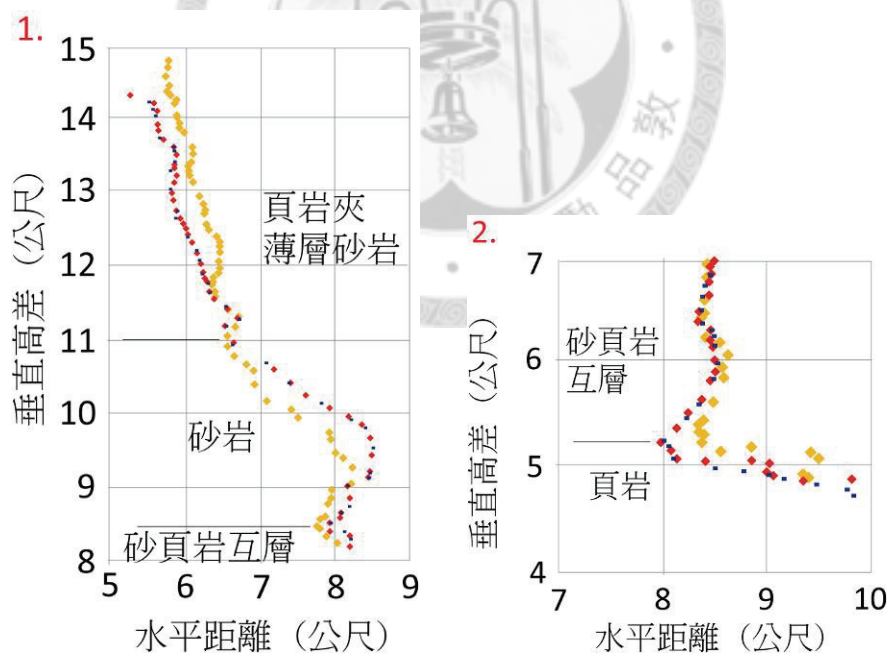 1.
15
14
13
12
11
10
9
8
垂直高差（公尺）
頁岩夾
薄層砂岩
砂岩
砂頁岩互層
5 6 7 8 9
水平距離（公尺）
2.
7
6
5
4
垂直高差（公尺）
砂頁岩
互層
頁岩
7 8 9 10
水平距離（公尺）
品敦